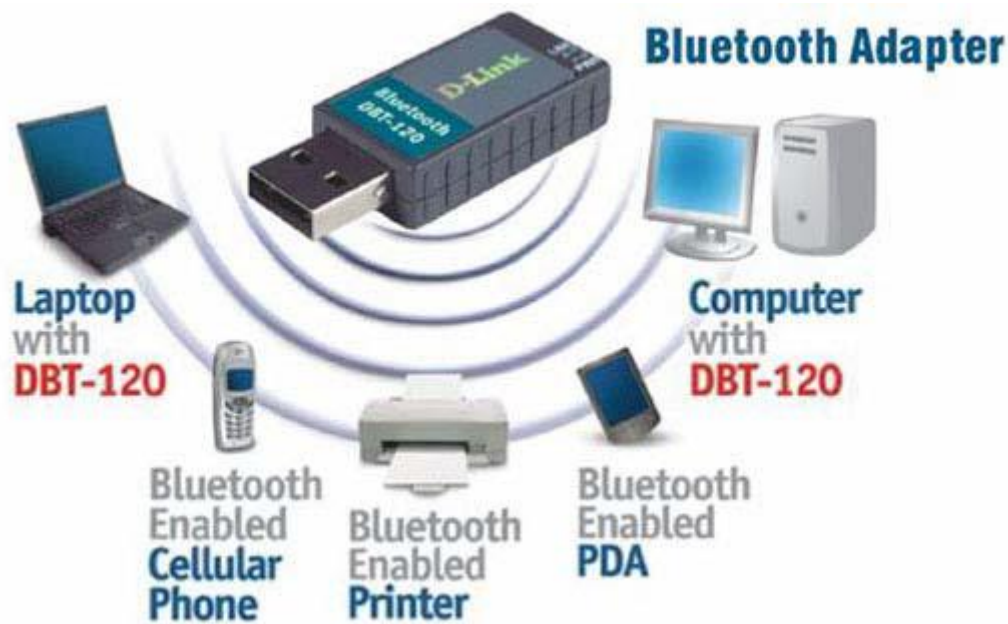 Bluetooth Adapter
D-Link
Bluetooth
DBT-120
Laptop
with
DBT-120
Computer
with
DBT-120
Bluetooth
Enabled
Cellular
Phone
Bluetooth
Enabled
Printer
Bluetooth
Enabled
PDA